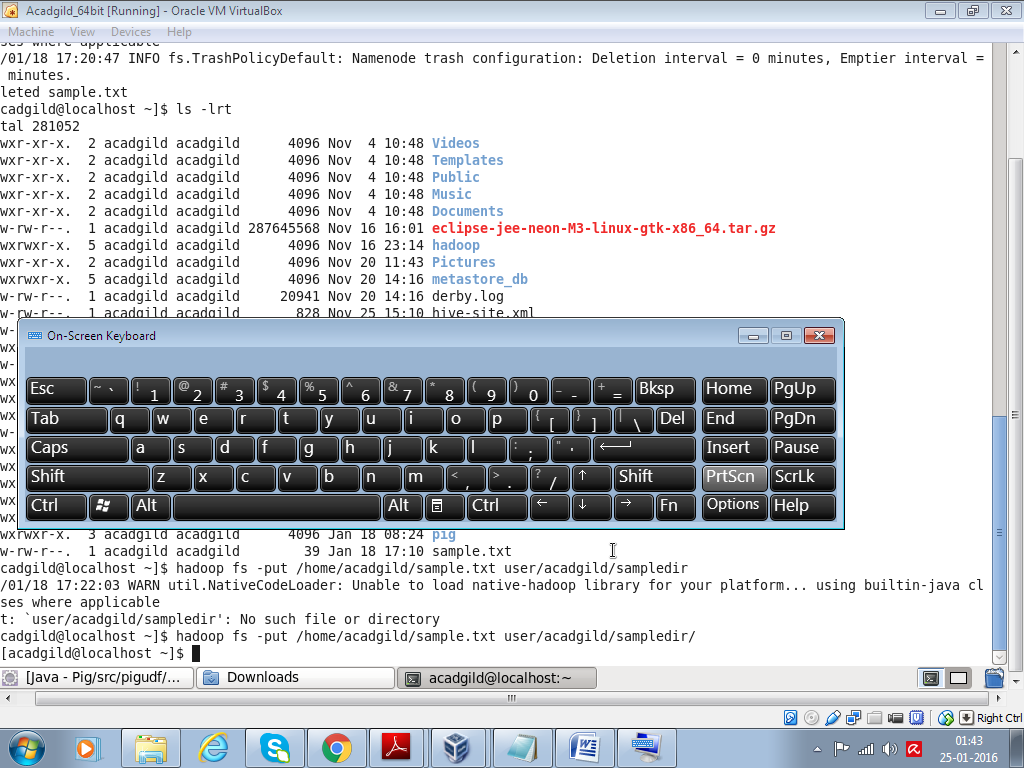 Acadgild_64bit [Running] - Oracle VM VirtualBox
Machine View Devices Help
ses where applicable
/01/18 17:20:47 INFO fs.TrashPolicyDefault: Namenode trash configuration: Deletion interval = 0 minutes, Emptier interval =
minutes.
leted sample.txt
cadgild@localhost ~]$ ls -lrt
tal 281052
wxr-xr-x. 2 acadgild acadgild 4096 Nov 4 10:48 Videos
wxr-xr-x. 2 acadgild acadgild 4096 Nov 4 10:48 Templates
wxr-xr-x. 2 acadgild acadgild 4096 Nov 4 10:48 Public
wxr-xr-x. 2 acadgild acadgild 4096 Nov 4 10:48 Music
wxr-xr-x. 2 acadgild acadgild 4096 Nov 4 10:48 Documents
w-rw-r--. 1 acadgild acadgild 287645568 Nov 16 16:01 eclipse-jee-neon-M3-linux-gtk-x86_64.tar.gz
wxrwxr-x. 5 acadgild acadgild 4096 Nov 16 23:14 hadoop
wxr-xr-x. 2 acadgild acadgild 4096 Nov 20 11:43 Pictures
wxrwxr-x. 5 acadgild acadgild 4096 Nov 20 14:16 metastore_db
w-rw-r--. 1 acadgild acadgild 20941 Nov 20 14:16 derby.log
w-rw-r--. 1 acadgild acadgild 828 Nov 25 15:10 hive-site.xml
On-Screen Keyboard
Esc ~ ` ! 1 @ 2 # 3 $ 4 % 5 ^ 6 & 7 * 8 ( 9 ) 0 _ - + = Bksp Home PgUp
Tab q w e r t y u i o p { [ } ] | \ Del End PgDn
Caps a s d f g h j k l : ; " ' Insert Pause
Shift z x c v b n m < , > . ? / ↑ Shift PrtScn ScrLk
Ctrl Alt Alt Ctrl ← ↓ → Fn Options Help
wxrwxr-x. 3 acadgild acadgild 4096 Jan 18 08:24 pig
w-rw-r--. 1 acadgild acadgild 39 Jan 18 17:10 sample.txt
cadgild@localhost ~]$ hadoop fs -put /home/acadgild/sample.txt user/acadgild/sampledir
/01/18 17:22:03 WARN util.NativeCodeLoader: Unable to load native-hadoop library for your platform... using builtin-java cl
ses where applicable
t: `user/acadgild/sampledir': No such file or directory
cadgild@localhost ~]$ hadoop fs -put /home/acadgild/sample.txt user/acadgild/sampledir/
[acadgild@localhost ~]$
[Java - Pig/src/pigudf/... Downloads acadgild@localhost:~
Right Ctrl
01:43
25-01-2016